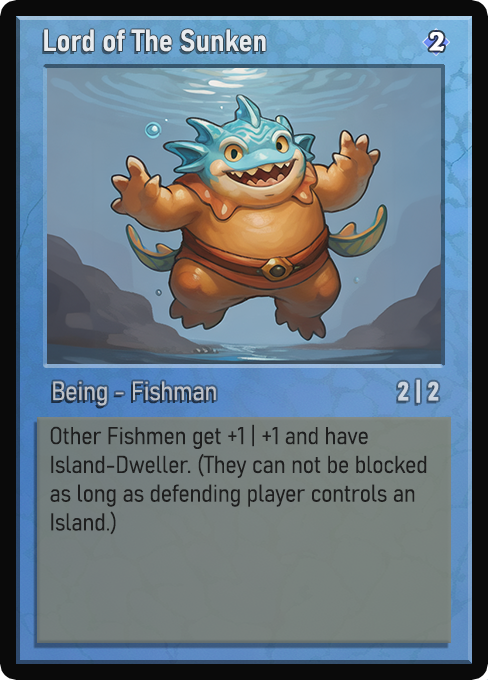 Lord of The Sunken
2
Being - Fishman
2|2
Other Fishmen get +1 | +1 and have
Island-Dweller. (They can not be blocked
as long as defending player controls an
Island.)